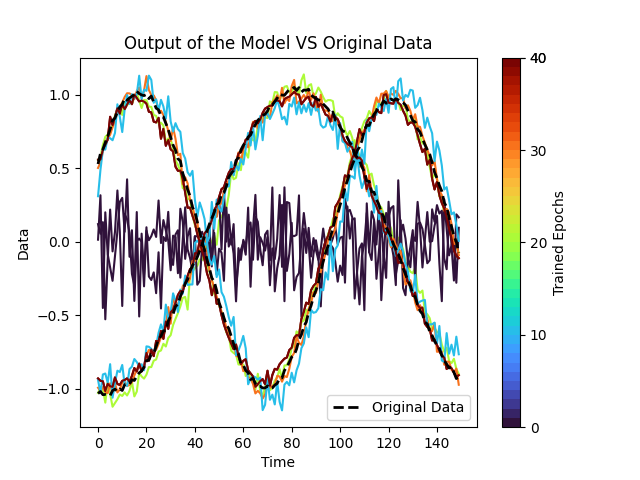 Output of the Model VS Original Data
Data
1.0
0.5
0.0
−0.5
−1.0
0 20 40 60 80 100 120 140
Time
Original Data
40
30
20
10
0
Trained Epochs